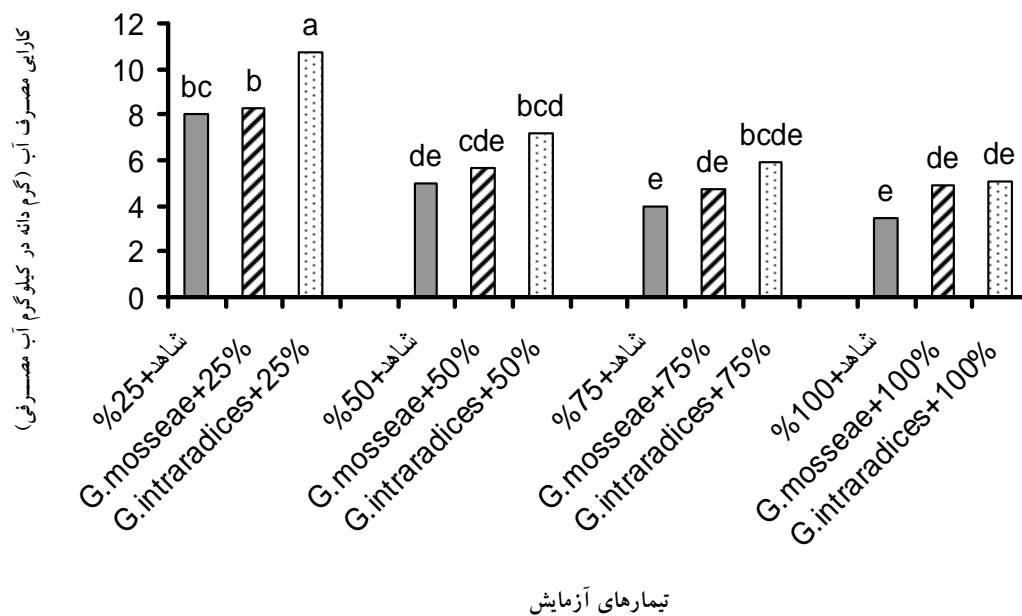 کارایی مصرف آب (گرم دانه در کیلوگرم آب مصرفی)
12
10
8
6
4
2
0
bc
b
a
de
cde
bcd
e
de
bcde
e
de
de
شاهد+25%
G.mosseae+25%
G.intraradices+25%
شاهد+50%
G.mosseae+50%
G.intraradices+50%
شاهد+75%
G.mosseae+75%
G.intraradices+75%
شاهد+100%
G.mosseae+100%
G.intraradices+100%
تیمارهای آزمایش